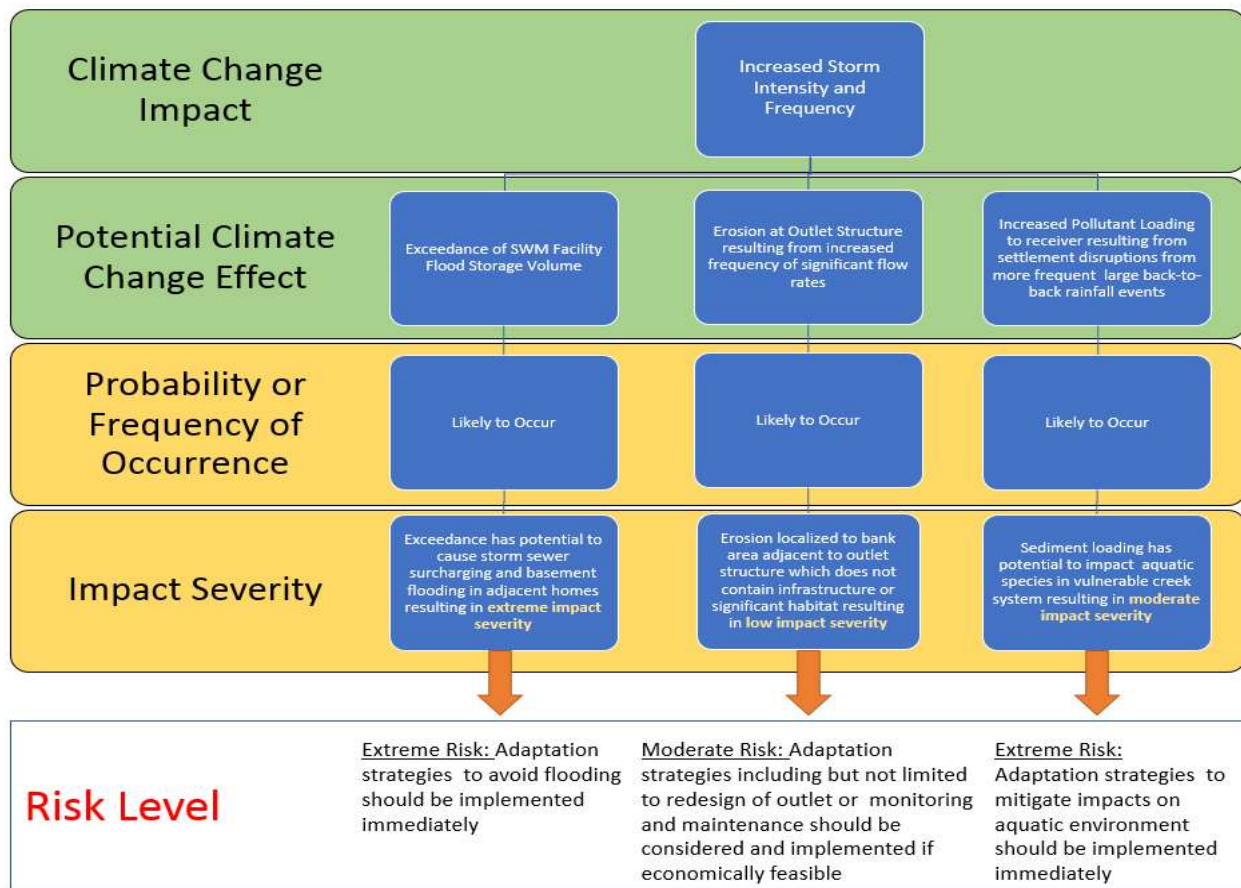 Climate Change
Impact
Increased Storm
Intensity and
Frequency
Potential Climate
Change Effect
Exceedance of SWM Facility
Flood Storage Volume
Erosion at Outlet Structure
resulting from increased
frequency of significant flow
rates
Increased Pollutant Loading
to receiver resulting from
settlement disruptions from
more frequent large back-to-
back rainfall events
Probability or
Frequency of
Occurrence
Likely to Occur
Likely to Occur
Likely to Occur
Impact Severity
Exceedance has potential to
cause storm sewer
surcharging and basement
flooding in adjacent homes
resulting in extreme impact
severity
Erosion localized to bank
area adjacent to outlet
structure which does not
contain infrastructure or
significant habitat resulting
in low impact severity
Sediment loading has
potential to impact aquatic
species in vulnerable creek
system resulting in moderate
impact severity
Risk Level
Extreme Risk: Adaptation
strategies to avoid flooding
should be implemented
immediately
Moderate Risk: Adaptation
strategies including but not limited
to redesign of outlet or monitoring
and maintenance should be
considered and implemented if
economically feasible
Extreme Risk:
Adaptation strategies to
mitigate impacts on
aquatic environment
should be implemented
immediately